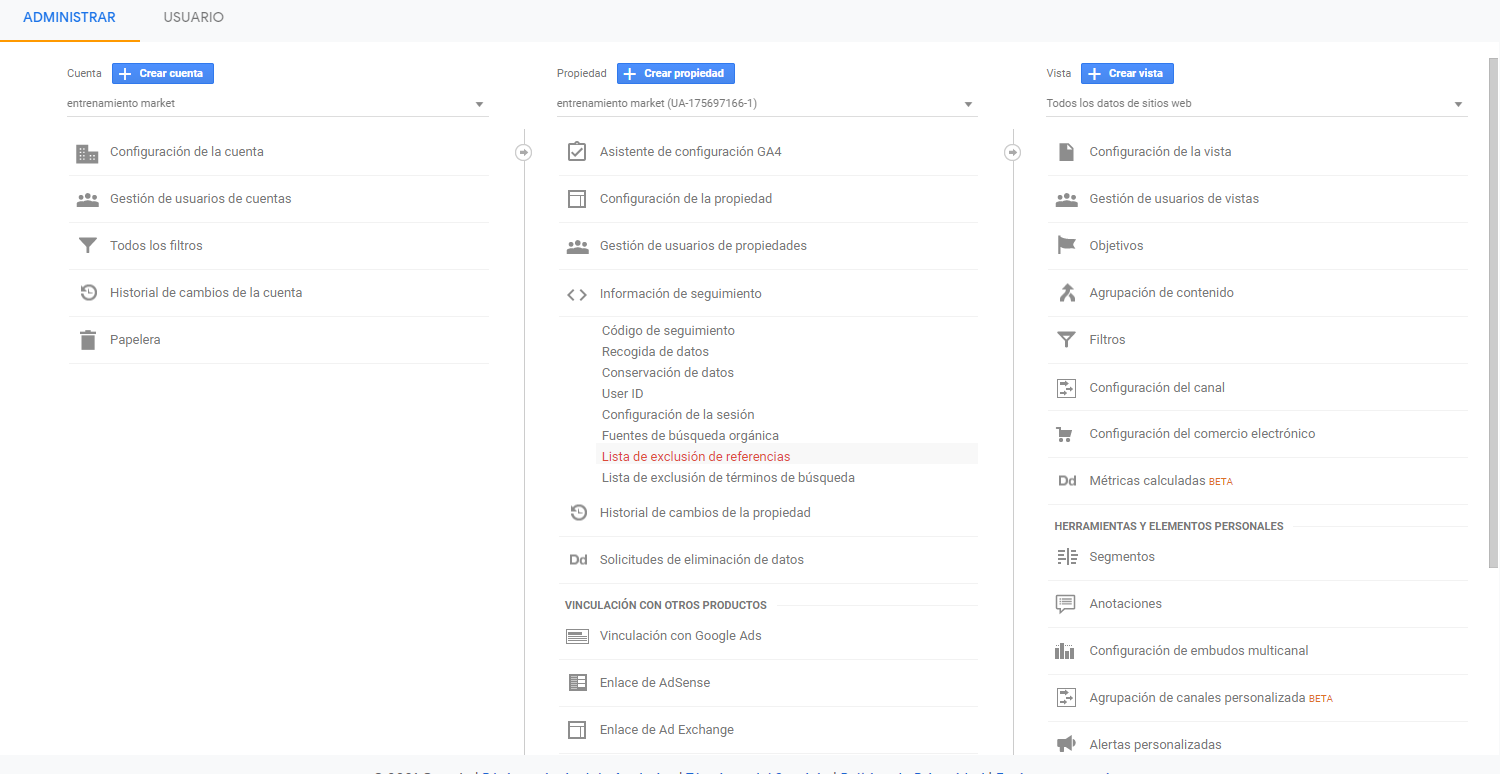 ADMINISTRAR
USUARIO
Cuenta
Crear cuenta
entrenamiento market
Configuración de la cuenta
Gestión de usuarios de cuentas
Todos los filtros
Historial de cambios de la cuenta
Papelera
Propiedad
Crear propiedad
entrenamiento market (UA-175697166-1)
Asistente de configuración GA4
Configuración de la propiedad
Gestión de usuarios de propiedades
Información de seguimiento
Código de seguimiento
Recogida de datos
Conservación de datos
User ID
Configuración de la sesión
Fuentes de búsqueda orgánica
Lista de exclusión de referencias
Lista de exclusión de términos de búsqueda
Historial de cambios de la propiedad
Dd Solicitudes de eliminación de datos
VINCULACIÓN CON OTROS PRODUCTOS
Vinculación con Google Ads
Enlace de AdSense
Enlace de Ad Exchange
Vista
Crear vista
Todos los datos de sitios web
Configuración de la vista
Gestión de usuarios de vistas
Objetivos
Agrupación de contenido
Filtros
Configuración del canal
Configuración del comercio electrónico
Dd Métricas calculadas BETA
HERRAMIENTAS Y ELEMENTOS PERSONALES
Segmentos
Anotaciones
Configuración de embudos multicanal
Agrupación de canales personalizada BETA
Alertas personalizadas